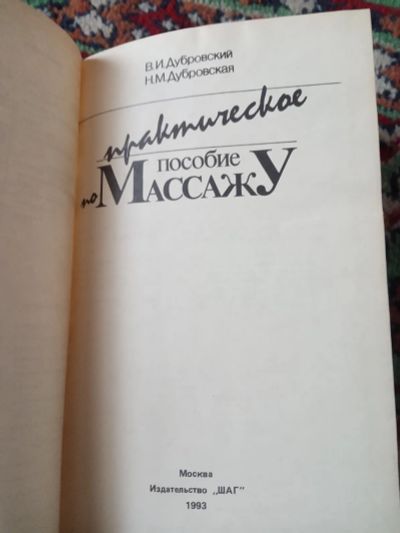 В.И.Дубровский
Н.М.Дубровская
практическое
пособие
по МАССАЖУ
Москва
Издательство „ШАГ"
1993